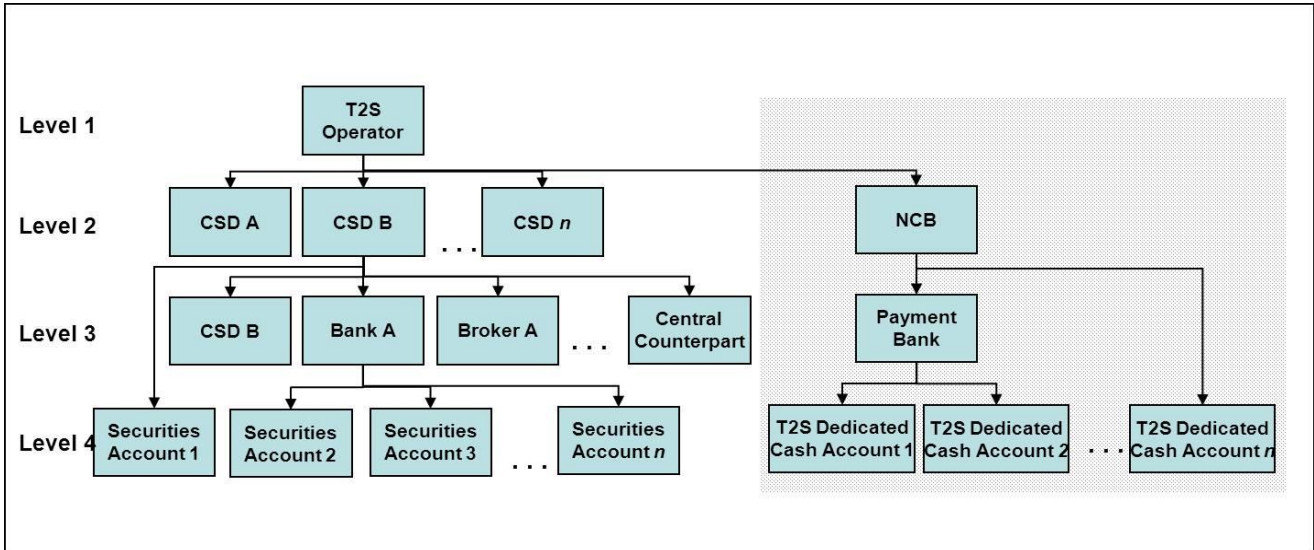 Level 1
T2S
Operator
Level 2
CSD A
CSD B
. . .
CSD n
NCB
Level 3
CSD B
Bank A
Broker A
. . .
Central
Counterpart
Payment
Bank
Level 4
Securities
Account 1
Securities
Account 2
Securities
Account 3
. . .
Securities
Account n
T2S Dedicated
Cash Account 1
T2S Dedicated
Cash Account 2
. . .
T2S Dedicated
Cash Account n